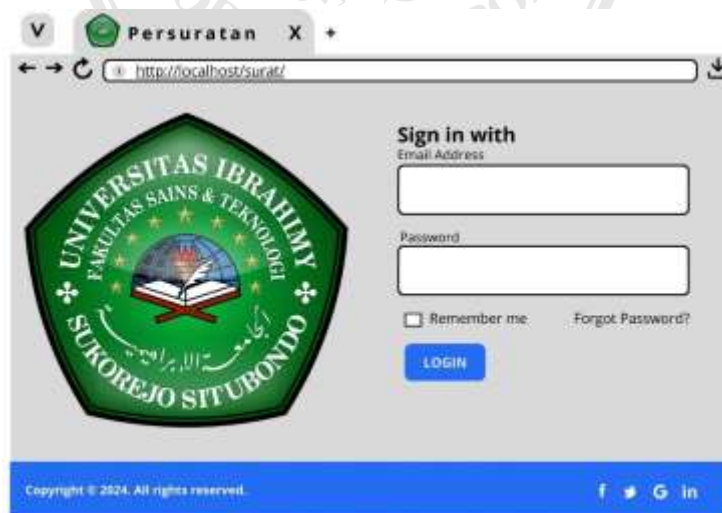 V Persuratan X +
http://localhost/surat/
UNIVERSITAS IBRAHIMY
FAKULTAS SAINS & TEKNOLOGI
SUKOREJO SITUBONDO
Sign in with
Email Address
Password
Remember me Forgot Password?
LOGIN
Copyright © 2024. All rights reserved. f G in